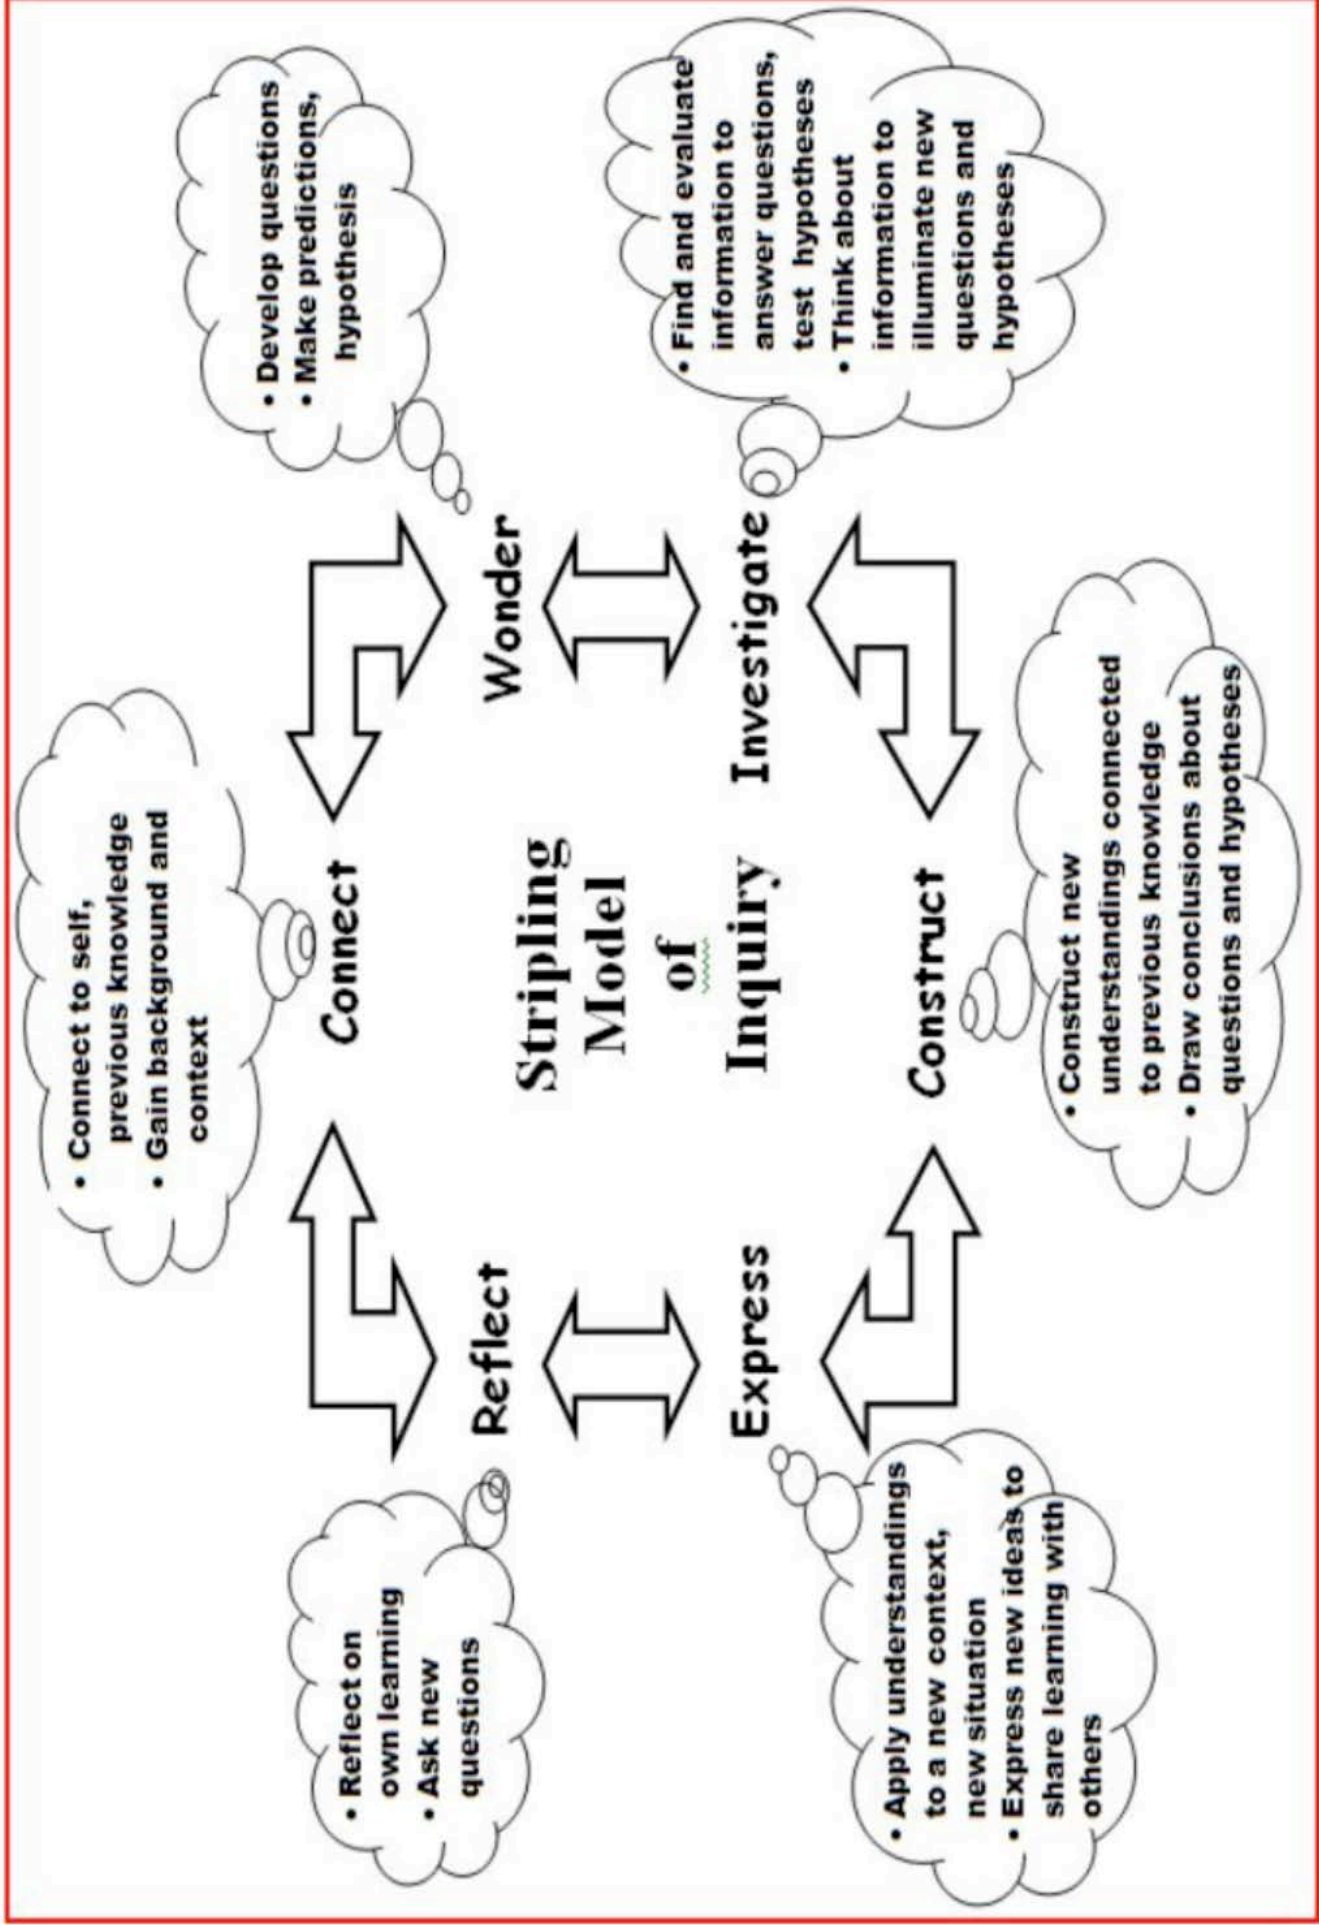 • Connect to self,
previous knowledge
• Gain background and
context
Connect
• Develop questions
• Make predictions,
hypothesis
Wonder
• Find and evaluate
information to
answer questions,
test hypotheses
• Think about
information to
illuminate new
questions and
hypotheses
Investigate
Stripling
Model
of
Inquiry
Construct
• Construct new
understandings connected
to previous knowledge
• Draw conclusions about
questions and hypotheses
Express
• Apply understandings
to a new context,
new situation
• Express new ideas to
share learning with
others
Reflect
• Reflect on
own learning
• Ask new
questions